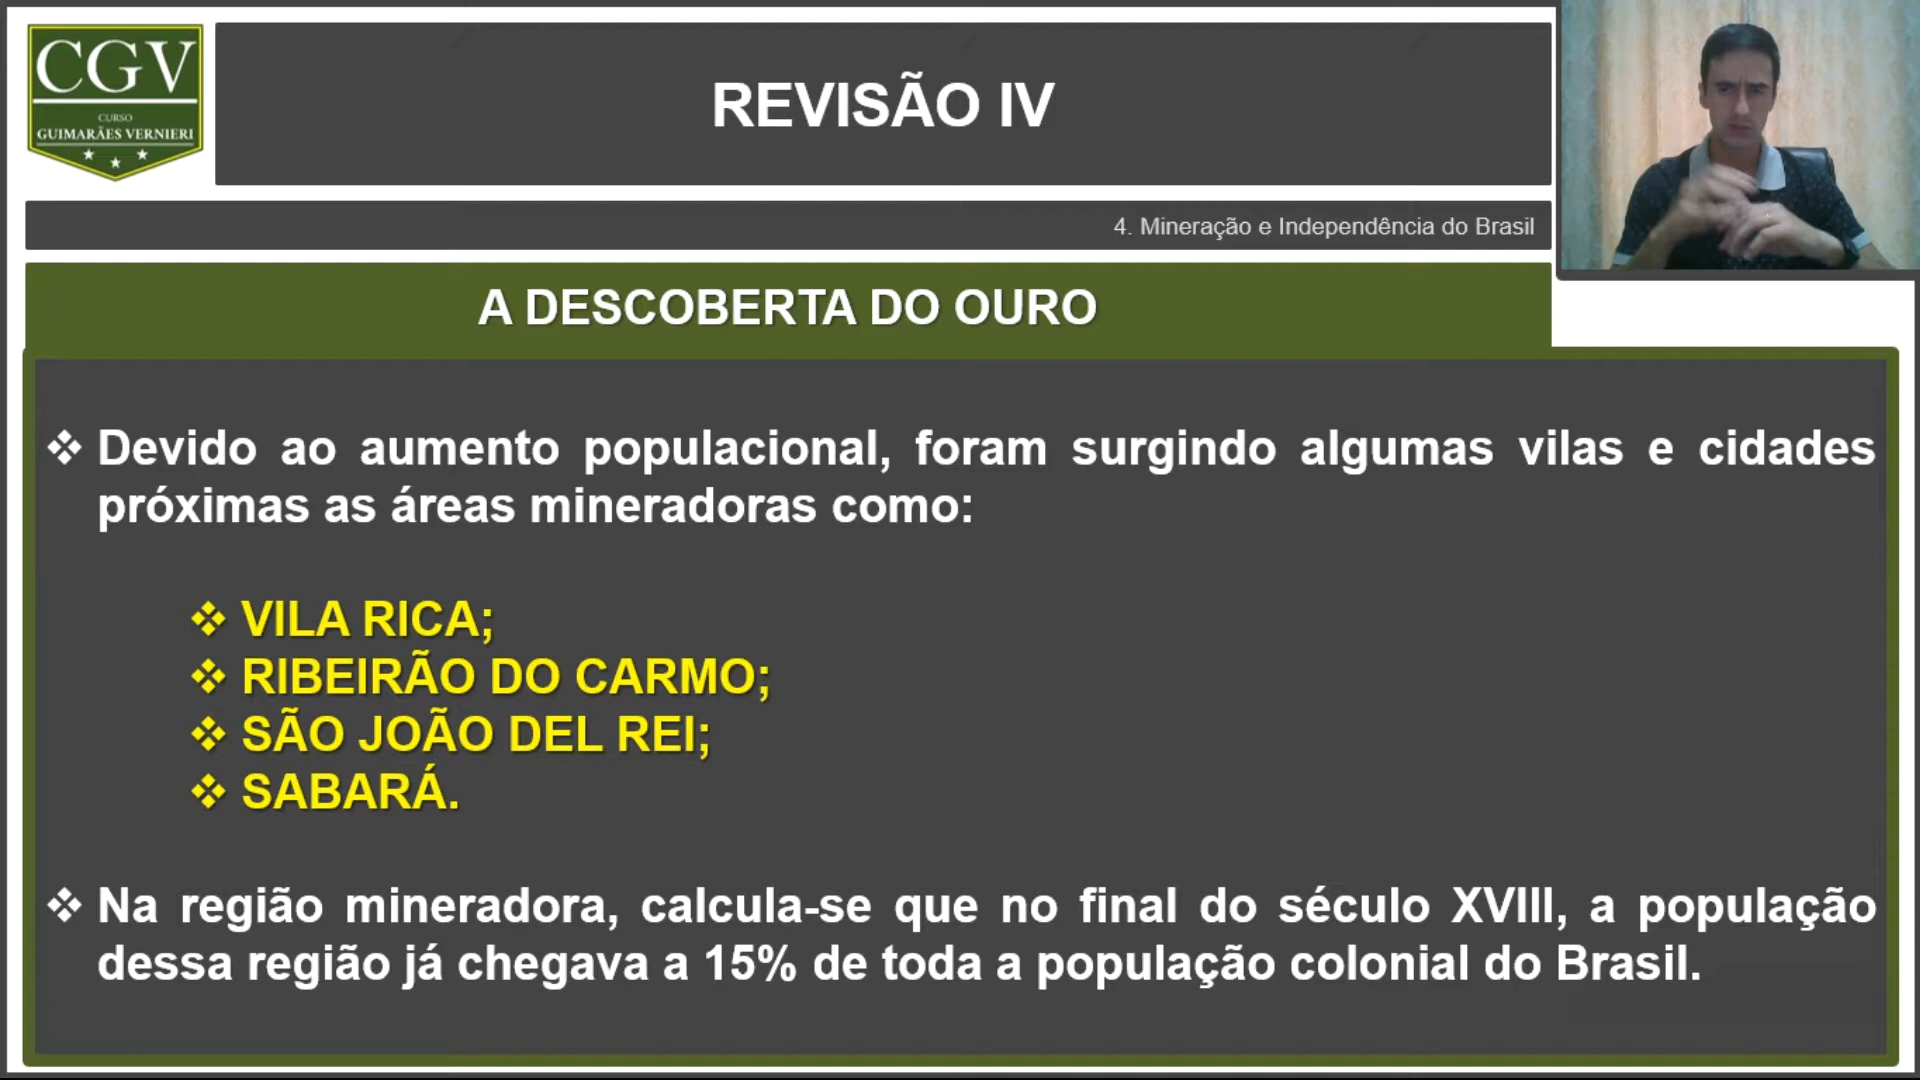 CGV
CURSO
GUIMARÃES VERNIERI
REVISÃO IV
4. Mineração e Independência do Brasil
A DESCOBERTA DO OURO
❖ Devido ao aumento populacional, foram surgindo algumas vilas e cidades
próximas as áreas mineradoras como:
❖ VILA RICA;
❖ RIBEIRÃO DO CARMO;
❖ SÃO JOÃO DEL REI;
❖ SABARÁ.
❖ Na região mineradora, calcula-se que no final do século XVIII, a população
dessa região já chegava a 15% de toda a população colonial do Brasil.